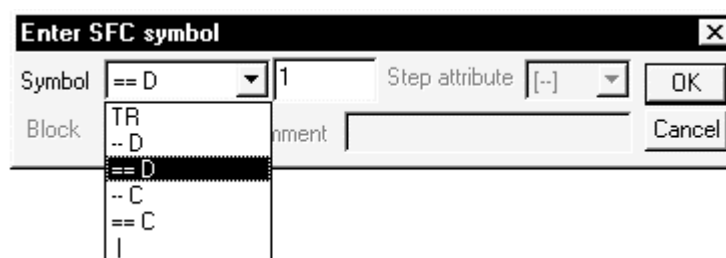 Enter SFC symbol
Symbol == D 1 Step attribute [--] OK
Block mment Cancel
TR
-- D
== D
-- C
== C
|